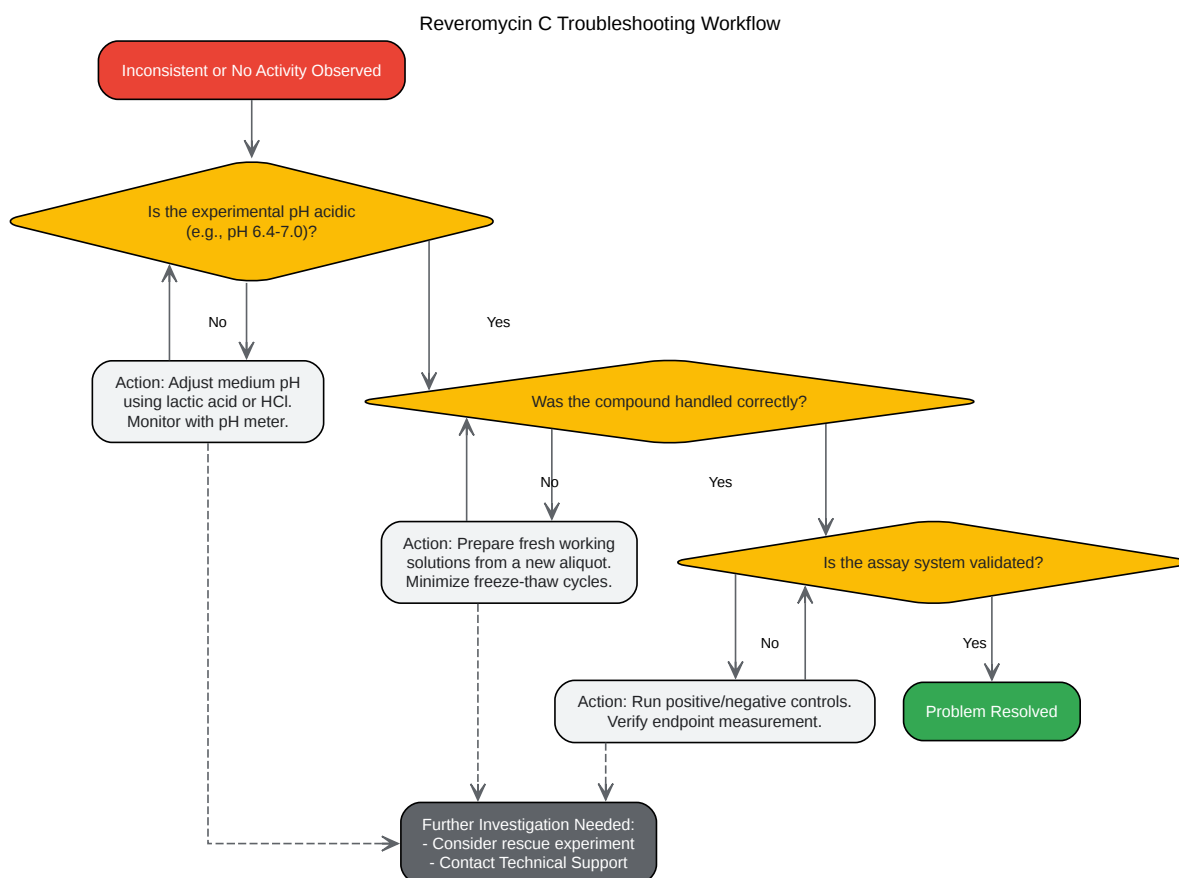 Reveromycin C Troubleshooting Workflow
Inconsistent or No Activity Observed
Is the experimental pH acidic
(e.g., pH 6.4-7.0)?
No
Yes
Action: Adjust medium pH
using lactic acid or HCl.
Monitor with pH meter.
Was the compound handled correctly?
No
Yes
Action: Prepare fresh working
solutions from a new aliquot.
Minimize freeze-thaw cycles.
Is the assay system validated?
No
Yes
Action: Run positive/negative controls.
Verify endpoint measurement.
Problem Resolved
Further Investigation Needed:
- Consider rescue experiment
- Contact Technical Support